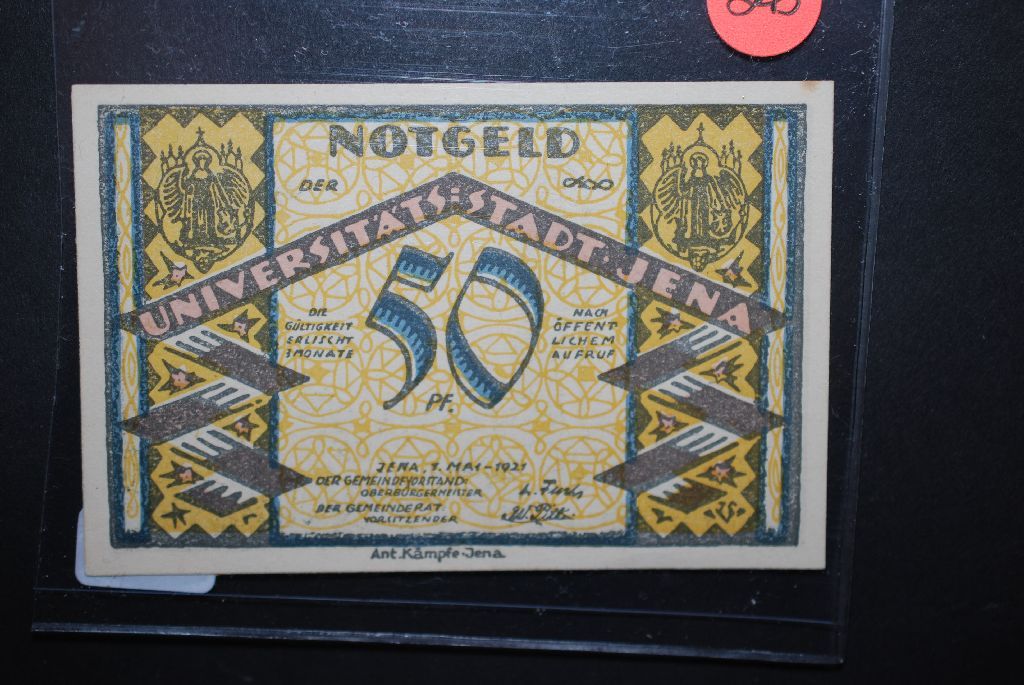 NOTGELD
DER
UNIVERSITÄTS=STADT·JENA
DIE
GÜLTIGKEIT
ERLISCHT
3 MONATE
50
PF.
NACH
ÖFFENT
LICHEM
AUFRUF
JENA, 1. MAI-1921
DER GEMEINDEVORSTAND:
OBERBÜRGERMEISTER
DER GEMEINDERAT:
VORSITZENDER
Ant. Kämpfe-Jena